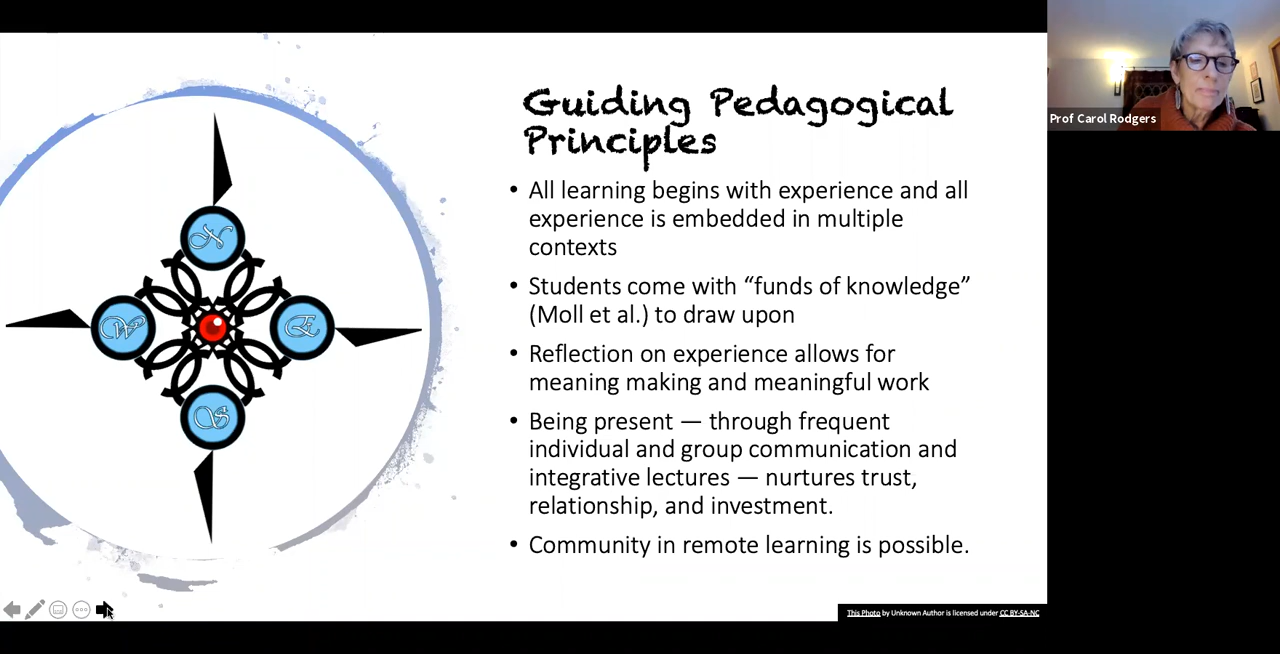 Guiding Pedagogical
Principles
• All learning begins with experience and all
experience is embedded in multiple
contexts
• Students come with “funds of knowledge”
(Moll et al.) to draw upon
• Reflection on experience allows for
meaning making and meaningful work
• Being present — through frequent
individual and group communication and
integrative lectures — nurtures trust,
relationship, and investment.
• Community in remote learning is possible.
N
W
E
S
This Photo by Unknown Author is licensed under CC BY-SA-NC
Prof Carol Rodgers